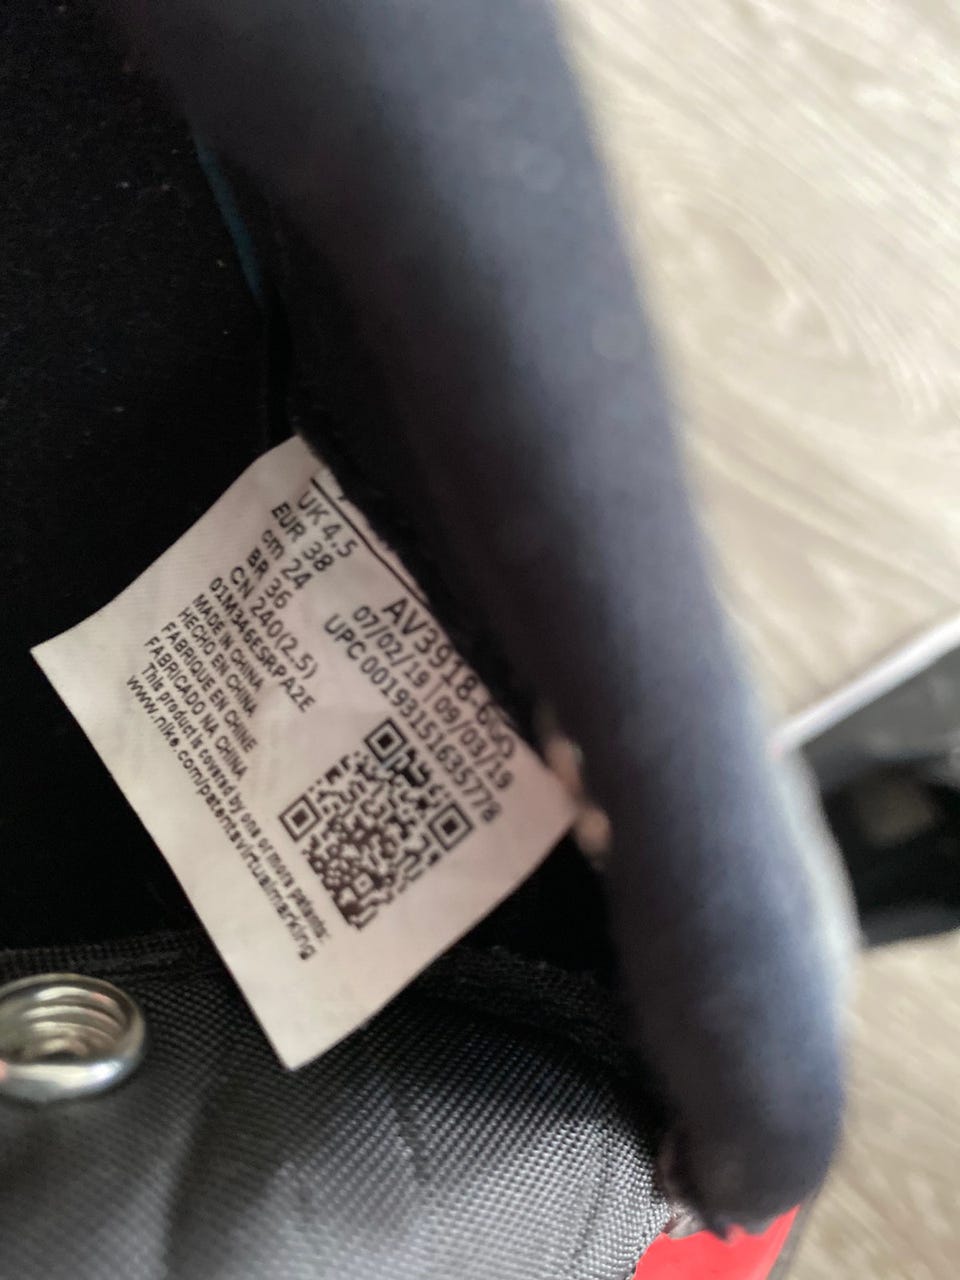 UK 4.5
EUR 38
cm 24
BR 36
CN 240(2.5)
01M346ESRPA2E
MADE IN CHINA
HECHO EN CHINA
FABRIQUE EN CHINE
FABRICADO NA CHINA
This product is covered by one or more patents:
www.nike.com/patentsvirtualmarking
AV3918-600
07/02/19 | 09/03/19
UPC 00193151635778